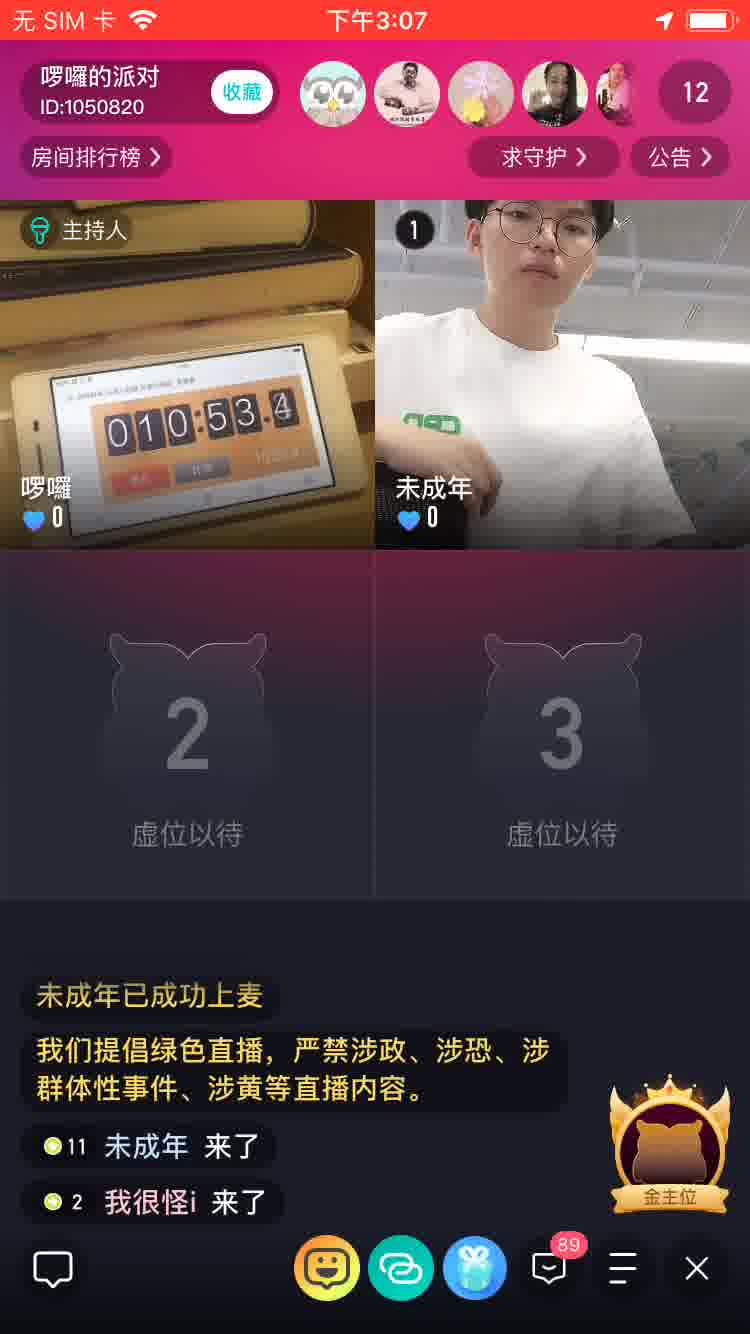 无 SIM 卡
下午3:07
啰囉的派对
ID:1050820
收藏
12
房间排行榜
求守护
公告
主持人
1
010:53.4
啰囉
0
未成年
0
2
虚位以待
3
虚位以待
未成年已成功上麦
我们提倡绿色直播，严禁涉政、涉恐、涉
群体性事件、涉黄等直播内容。
11 未成年 来了
2 我很怪i 来了
金主位
89